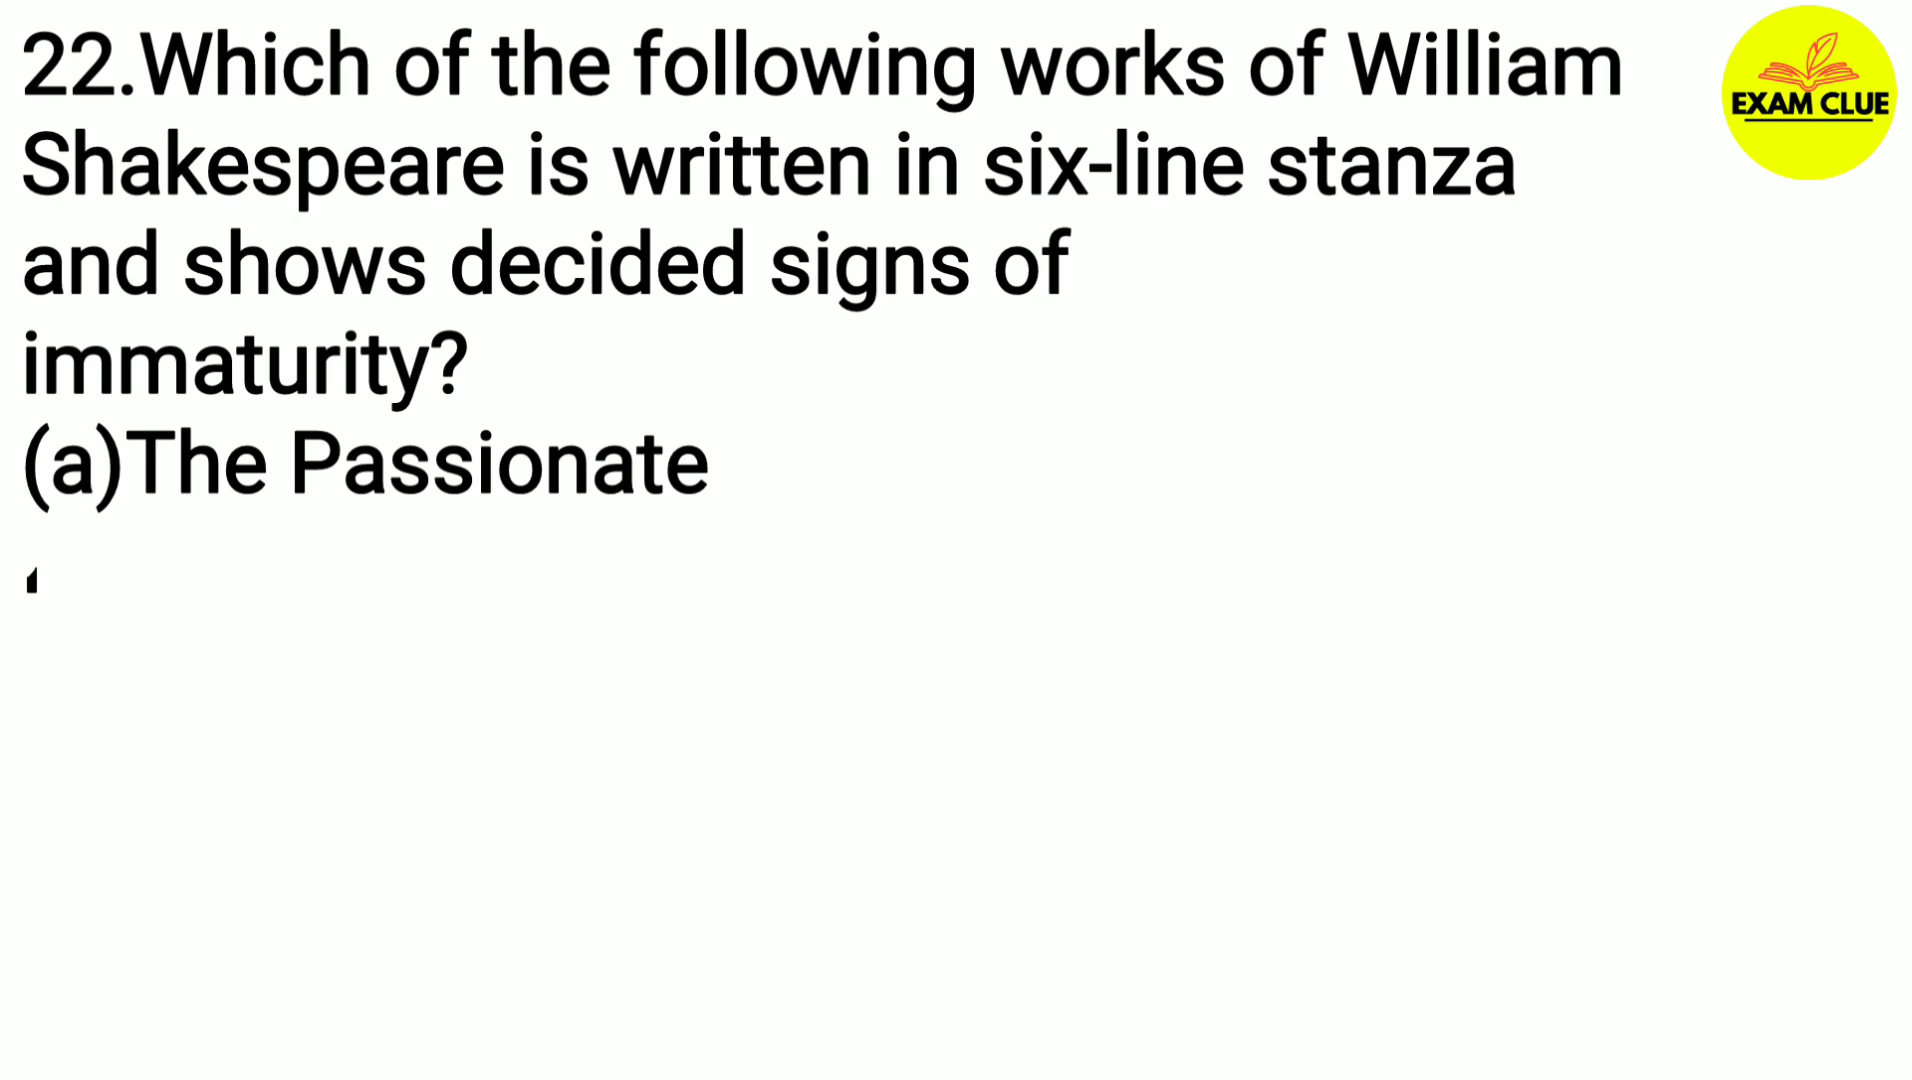 22.Which of the following works of William
Shakespeare is written in six-line stanza
and shows decided signs of
immaturity?
(a)The Passionate
EXAM CLUE